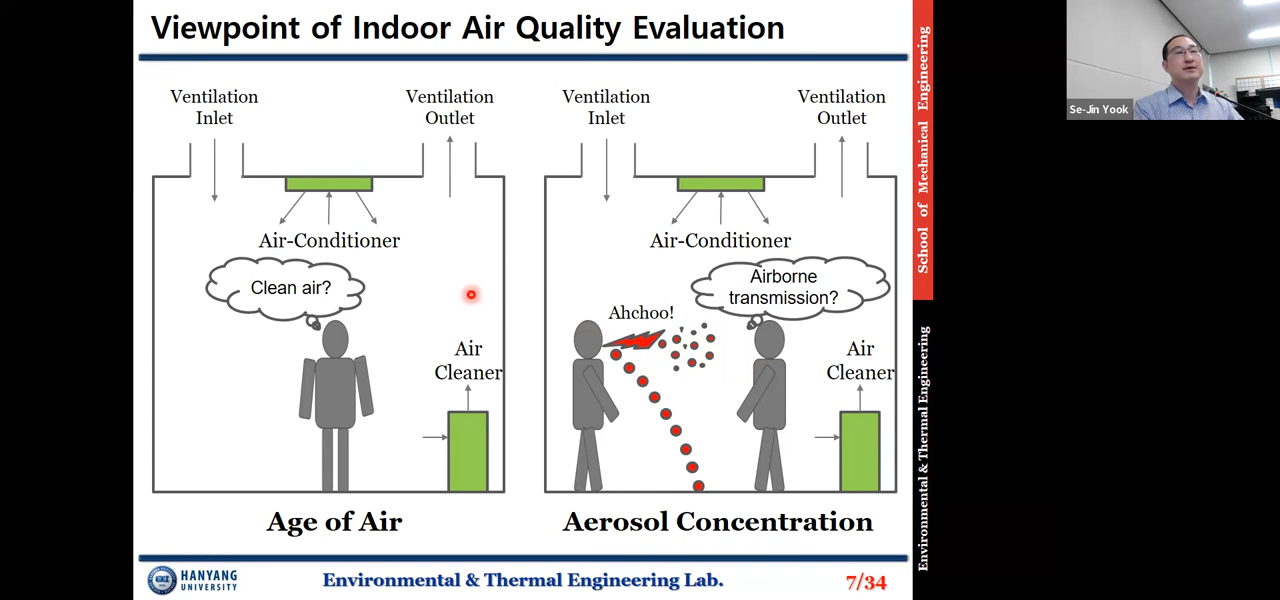 Viewpoint of Indoor Air Quality Evaluation
Ventilation
Inlet
Ventilation
Outlet
Air-Conditioner
Clean air?
Air
Cleaner
Age of Air
Ventilation
Inlet
Ventilation
Outlet
Air-Conditioner
Airborne
transmission?
Ahchoo!
Air
Cleaner
Aerosol Concentration
HANYANG
UNIVERSITY
Environmental & Thermal Engineering Lab.
7/34
School of Mechanical Engineering
Environmental & Thermal Engineering
Se-Jin Yook